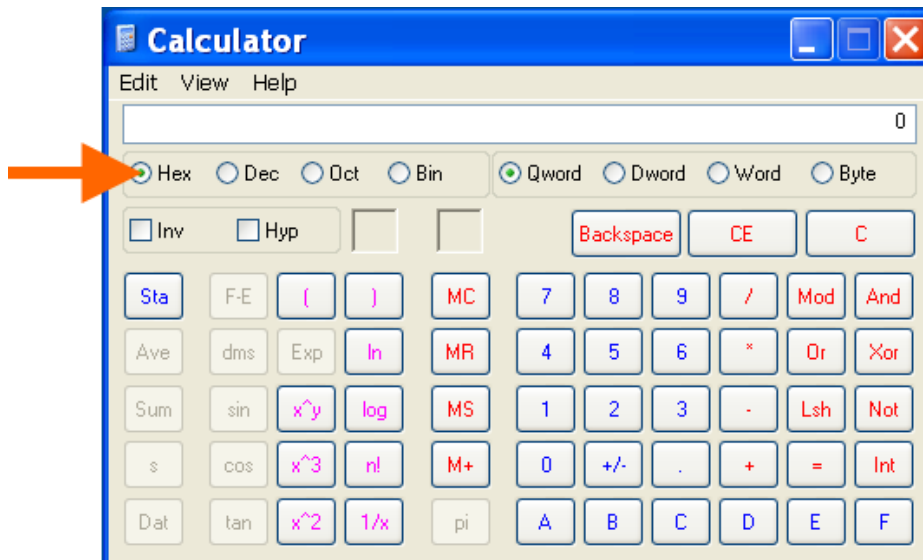 Calculator
Edit View Help
0
Hex Dec Oct Bin Qword Dword Word Byte
Inv Hyp Backspace CE C
Sta F-E ( ) MC 7 8 9 / Mod And
Ave dms Exp ln MR 4 5 6 * Or Xor
Sum sin x^y log MS 1 2 3 - Lsh Not
s cos x^3 n! M+ 0 +/- . + = Int
Dat tan x^2 1/x pi A B C D E F